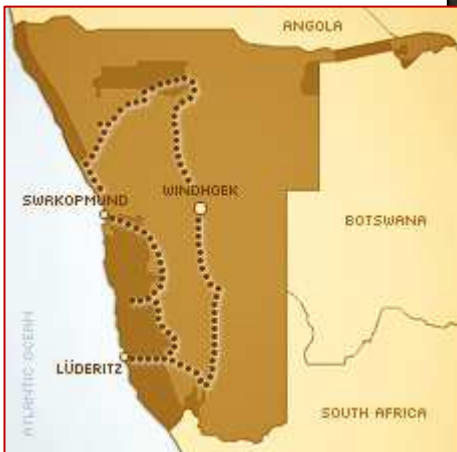 ANGOLA
SWAKOPMUND
WINDHOEK
BOTSWANA
ATLANTIC OCEAN
LÜDERITZ
SOUTH AFRICA